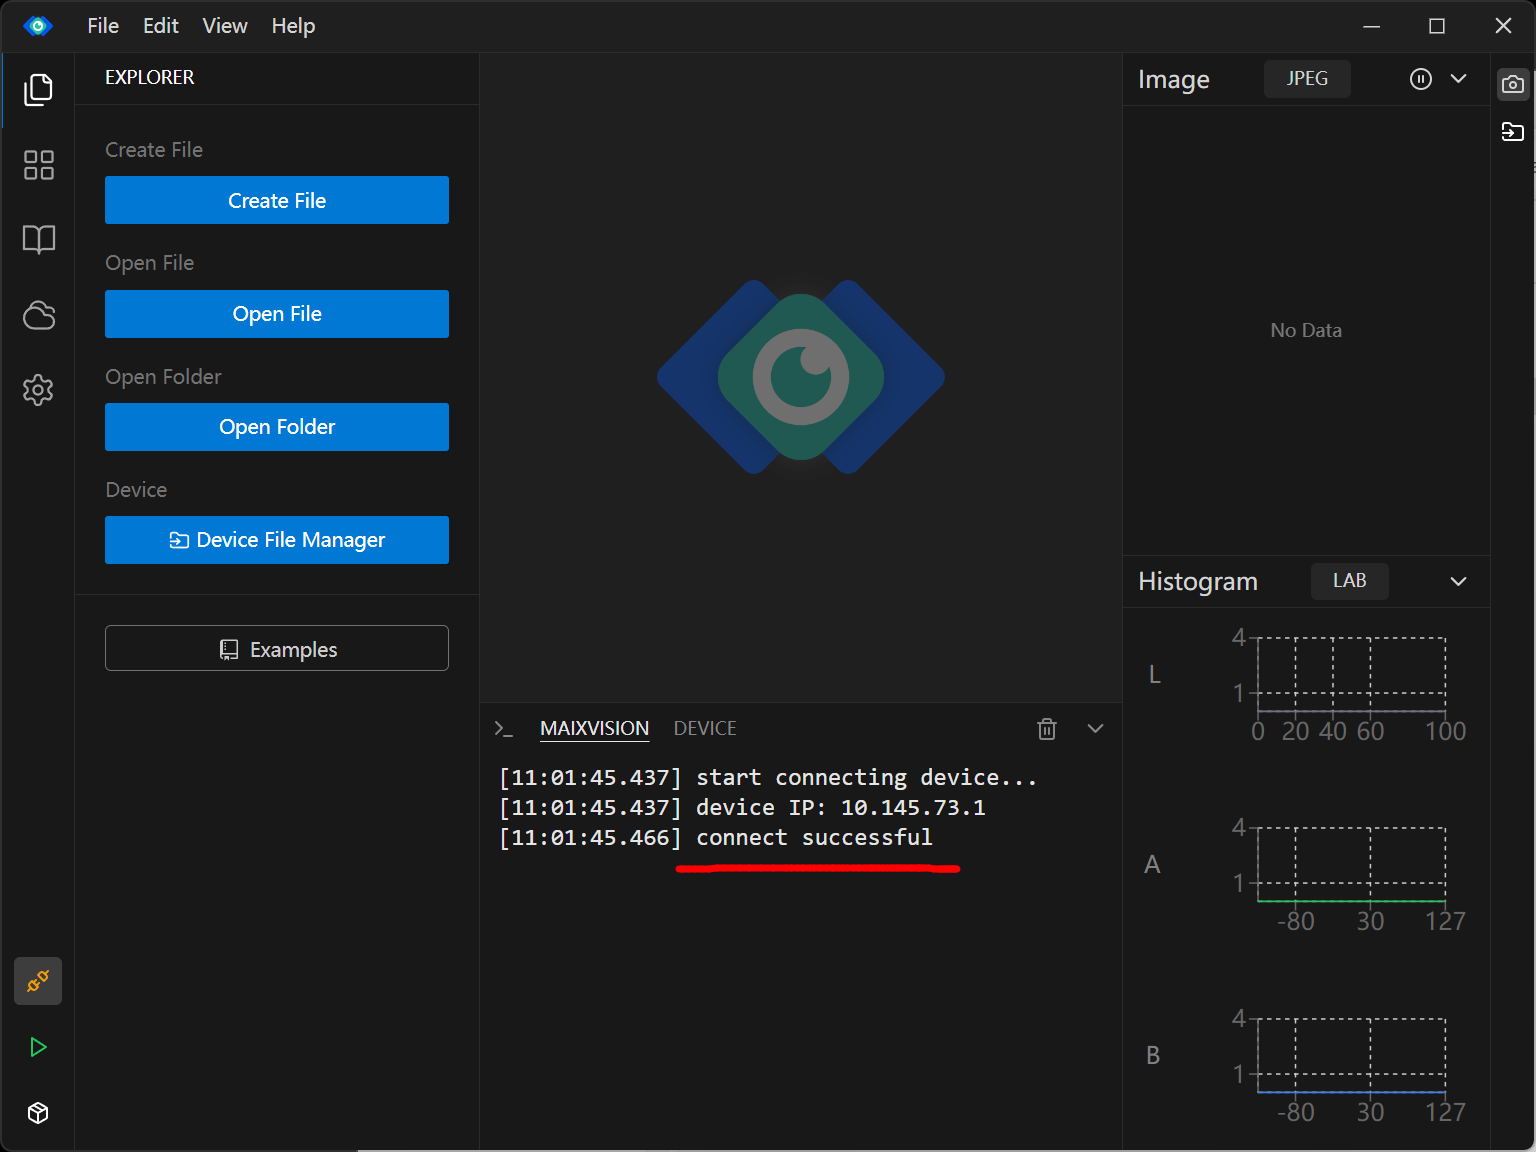 File Edit View Help
EXPLORER
Create File
Create File
Open File
Open File
Open Folder
Open Folder
Device
Device File Manager
Examples
MAIXVISION DEVICE
[11:01:45.437] start connecting device...
[11:01:45.437] device IP: 10.145.73.1
[11:01:45.466] connect successful
Image JPEG
No Data
Histogram LAB
L
4
1
0 20 40 60 100
A
4
1
-80 30 127
B
4
1
-80 30 127